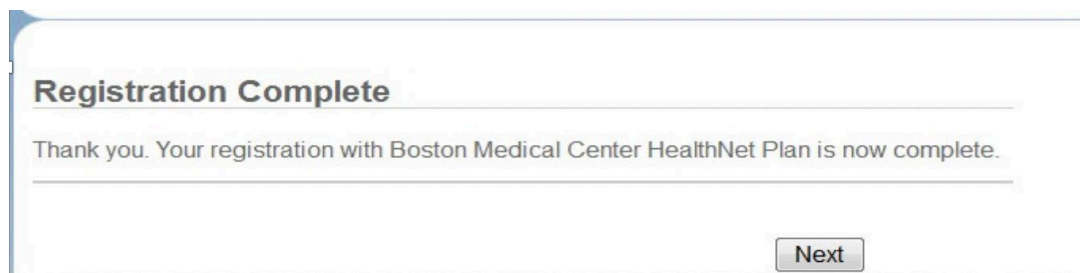 Registration Complete
Thank you. Your registration with Boston Medical Center HealthNet Plan is now complete.
Next